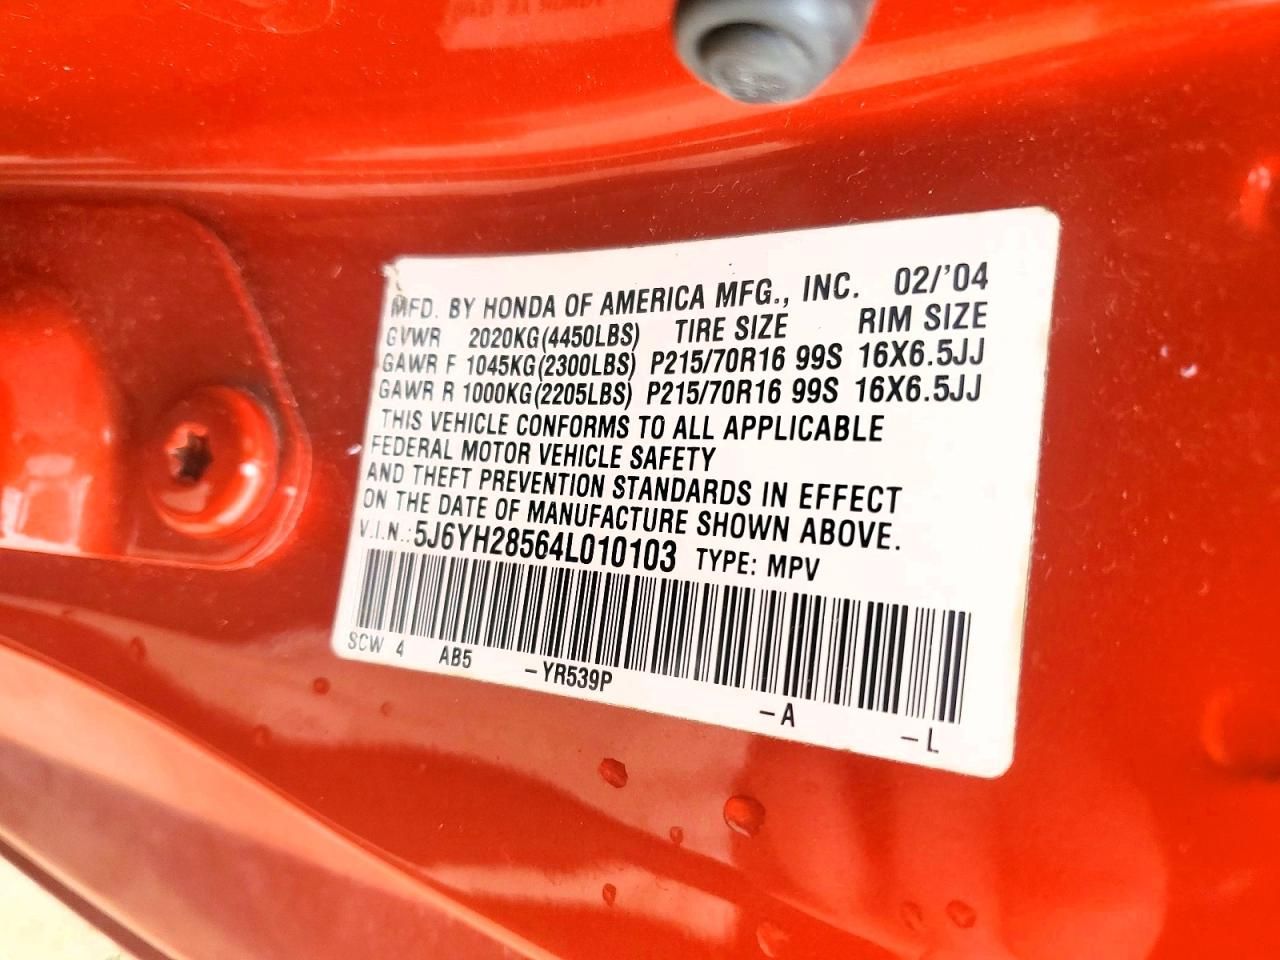 MFD. BY HONDA OF AMERICA MFG., INC. 02/'04
GVWR 2020KG(4450LBS) TIRE SIZE RIM SIZE
GAWR F 1045KG(2300LBS) P215/70R16 99S 16X6.5JJ
GAWR R 1000KG(2205LBS) P215/70R16 99S 16X6.5JJ
THIS VEHICLE CONFORMS TO ALL APPLICABLE
FEDERAL MOTOR VEHICLE SAFETY
AND THEFT PREVENTION STANDARDS IN EFFECT
ON THE DATE OF MANUFACTURE SHOWN ABOVE.
V.I.N.: 5J6YH28564L010103 TYPE: MPV
SCW 4 AB5 -YR539P -A -L